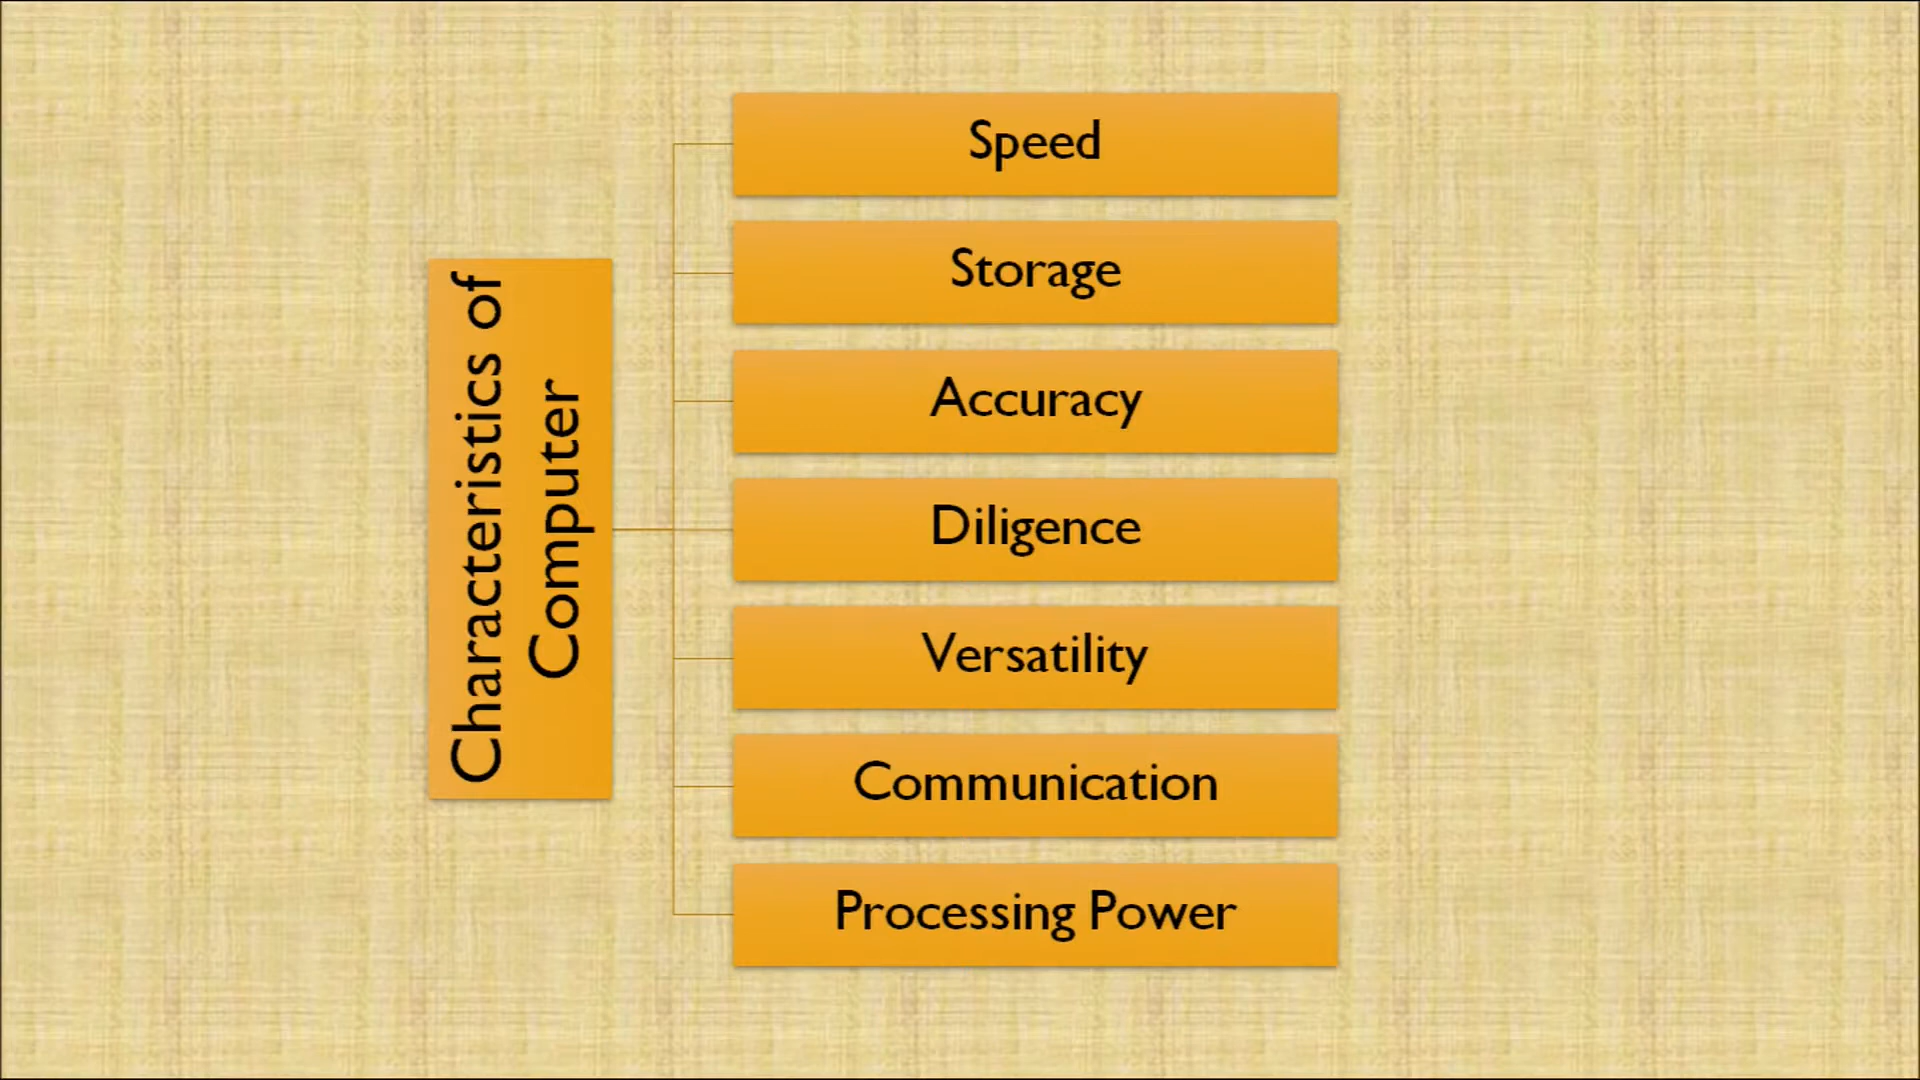 Characteristics of
Computer
Speed
Storage
Accuracy
Diligence
Versatility
Communication
Processing Power